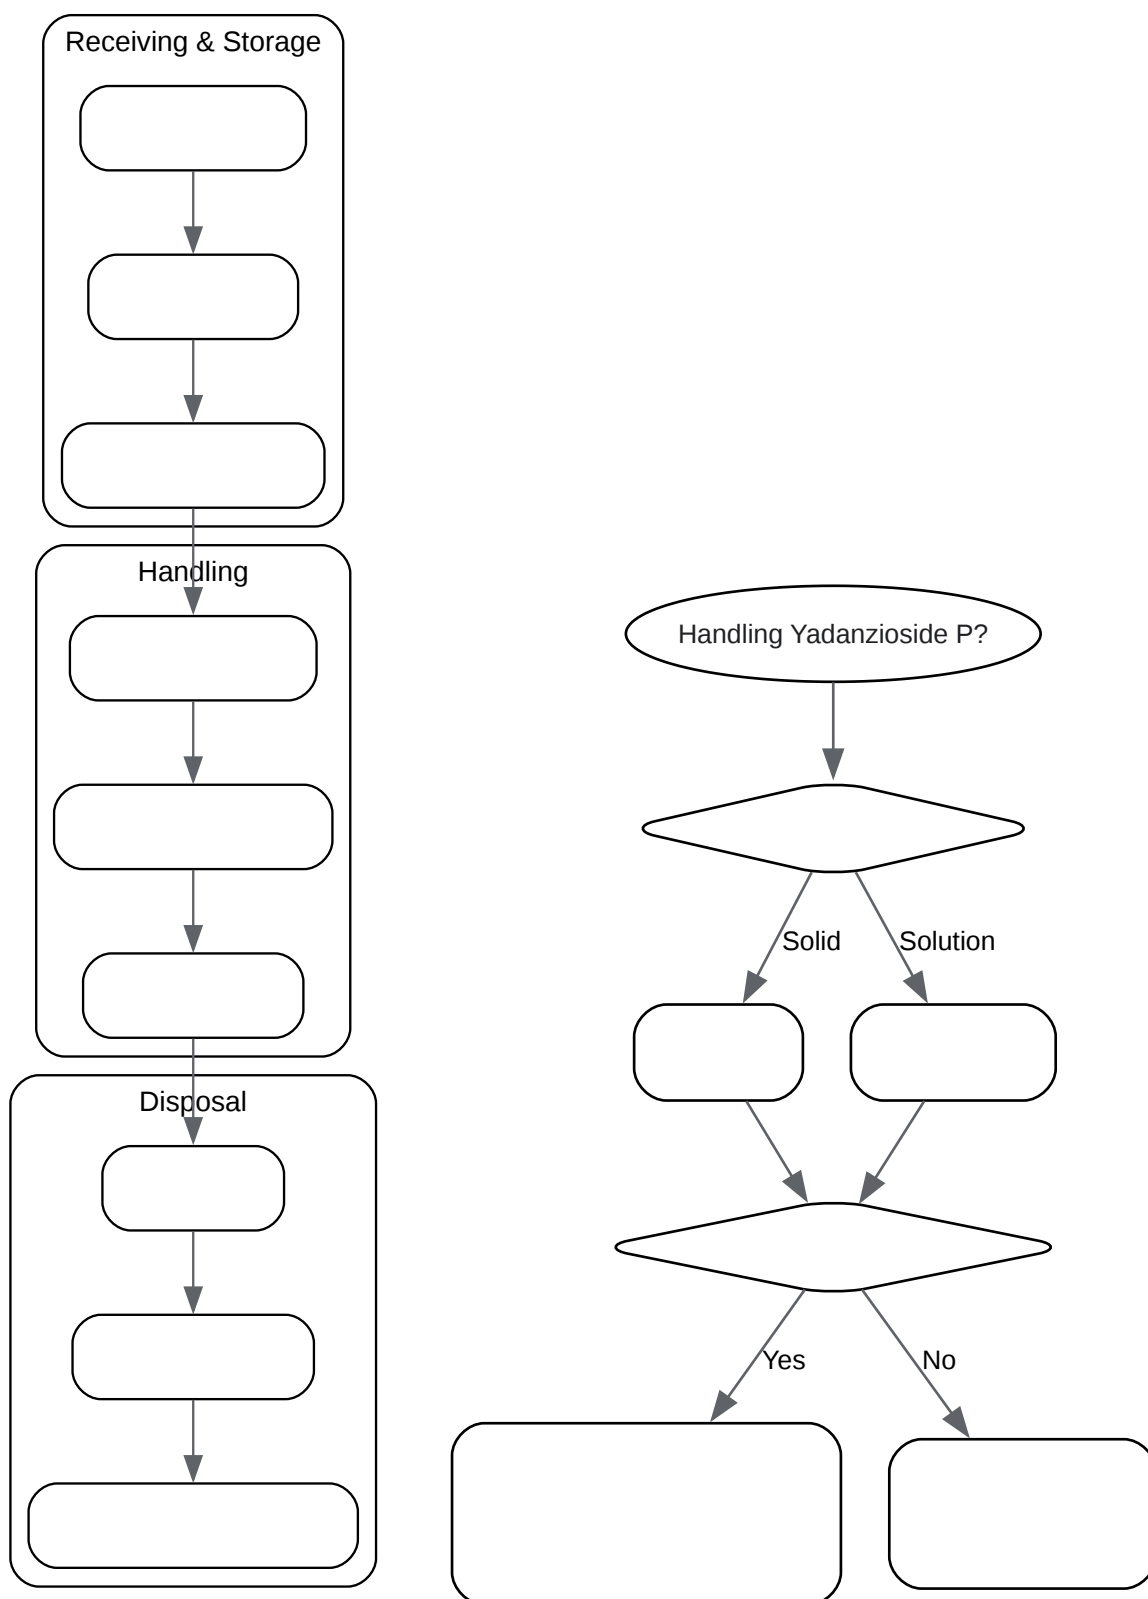 Receiving & Storage
Handling
Disposal
Handling Yadanzioside P?
Solid
Solution
Yes
No